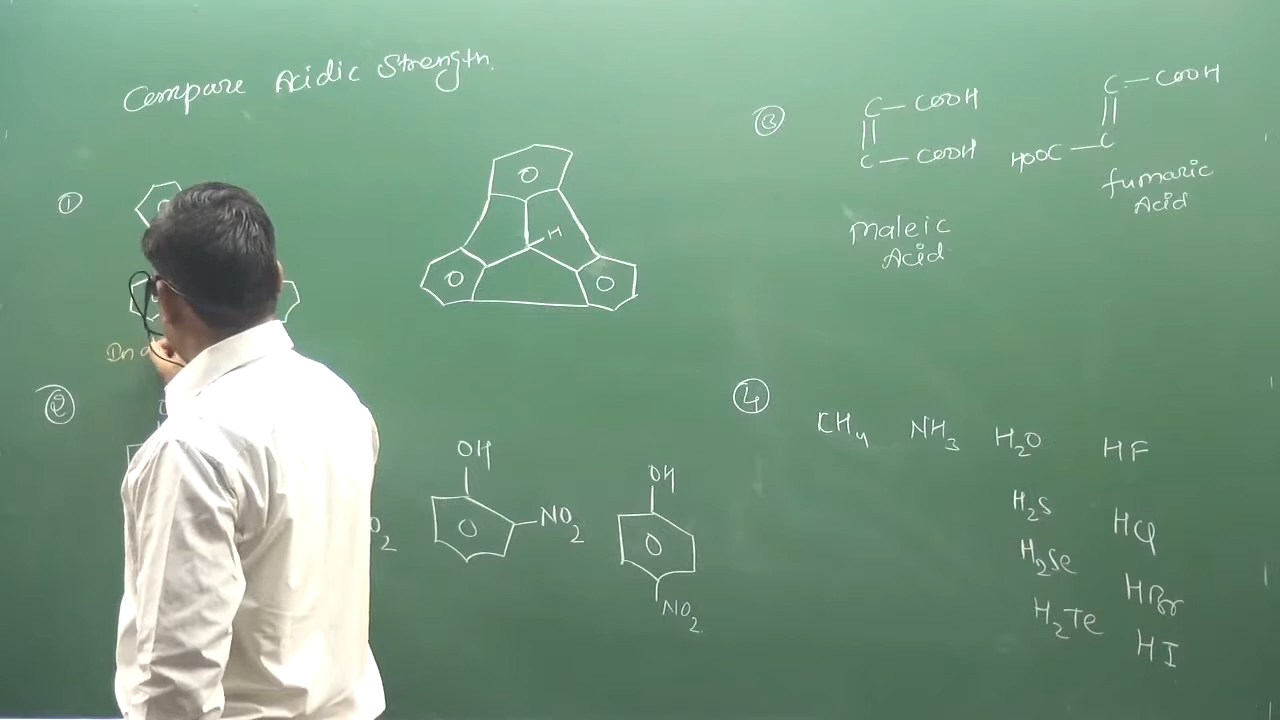 Compare Acidic Strength.
①
O
H
O
O
②
OH
O
NO2
OH
O
NO2
③
C-COOH
||
C-COOH
Maleic
Acid
C-COOH
||
HOOC-C
fumaric
Acid
④
CH4 NH3 H2O HF
H2S HCl
H2Se HBr
H2Te HI